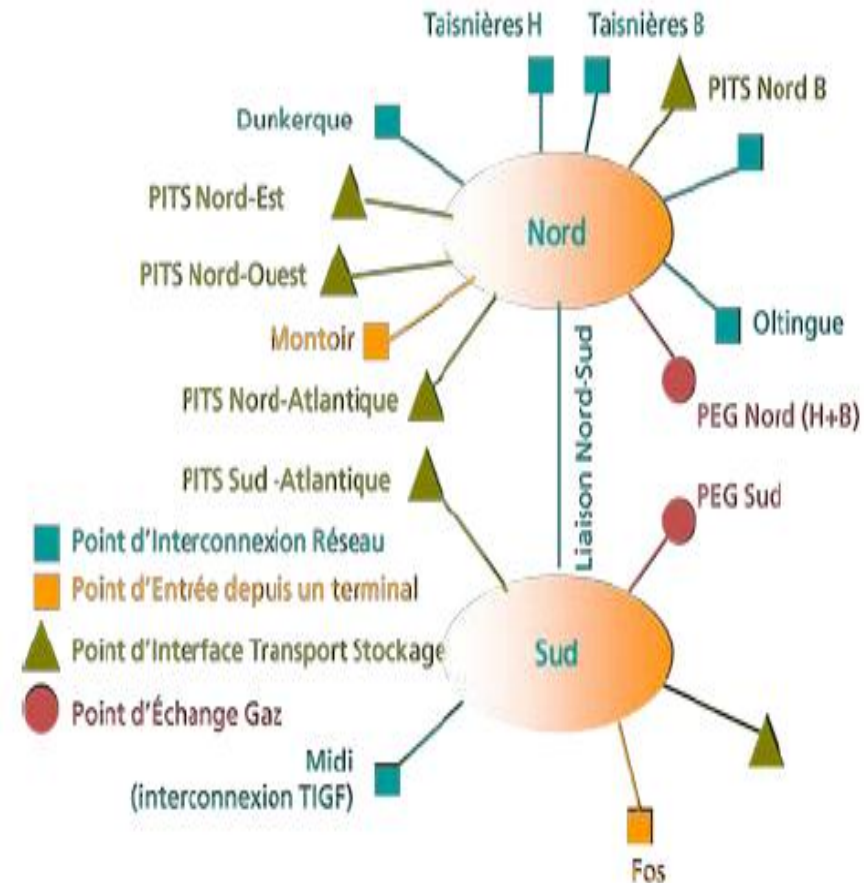 Taisnières H
Taisnières B
PITS Nord B
Dunkerque
PITS Nord-Est
Nord
PITS Nord-Ouest
Montoir
Oltingue
Liaison Nord-Sud
PITS Nord-Atlantique
PEG Nord (H+B)
PITS Sud -Atlantique
PEG Sud
Point d'Interconnexion Réseau
Point d'Entrée depuis un terminal
Point d'Interface Transport Stockage
Sud
Point d'Échange Gaz
Midi
(interconnexion TIGF)
Fos